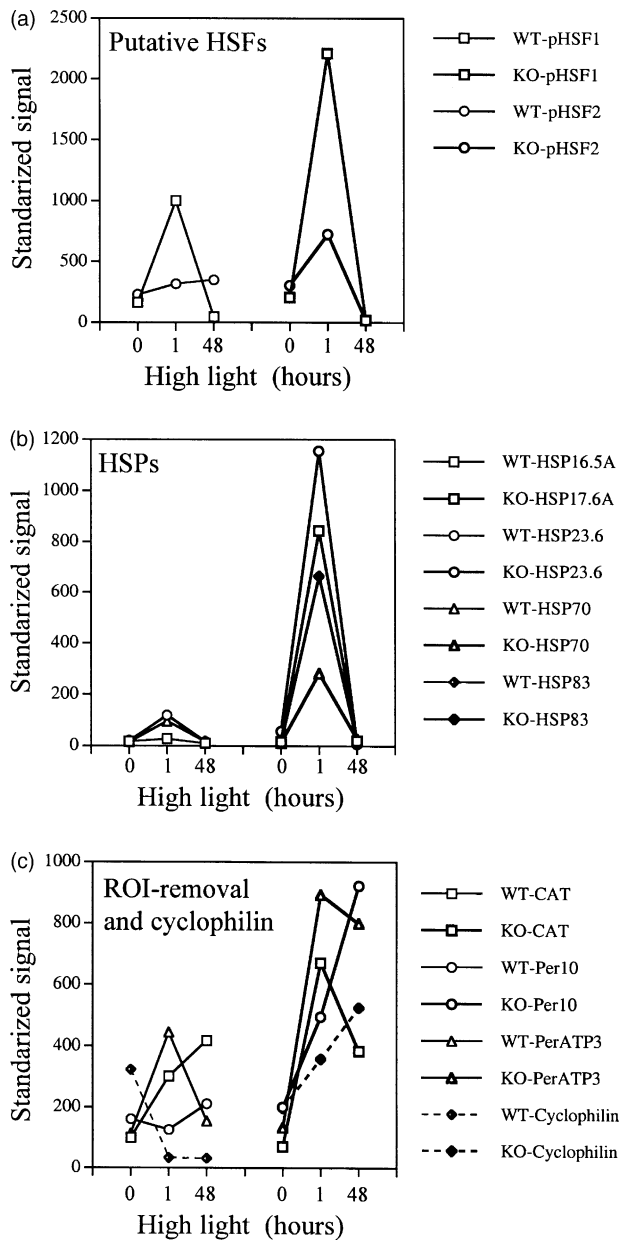 (a)
Putative HSFs
Standarized signal
2500
2000
1500
1000
500
0
0 1 48 0 1 48
High light (hours)
WT-pHSF1
KO-pHSF1
WT-pHSF2
KO-pHSF2
(b)
HSPs
Standarized signal
1200
1000
800
600
400
200
0
0 1 48 0 1 48
High light (hours)
WT-HSP16.5A
KO-HSP17.6A
WT-HSP23.6
KO-HSP23.6
WT-HSP70
KO-HSP70
WT-HSP83
KO-HSP83
(c)
ROI-removal
and cyclophilin
Standarized signal
1000
800
600
400
200
0
0 1 48 0 1 48
High light (hours)
WT-CAT
KO-CAT
WT-Per10
KO-Per10
WT-PerATP3
KO-PerATP3
WT-Cyclophilin
KO-Cyclophilin